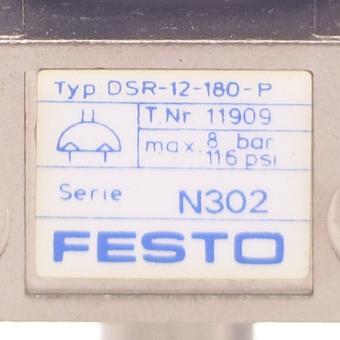 Typ DSR-12-180-P
T.Nr 11909
max. 8 bar
116 psi
Serie N302
FESTO